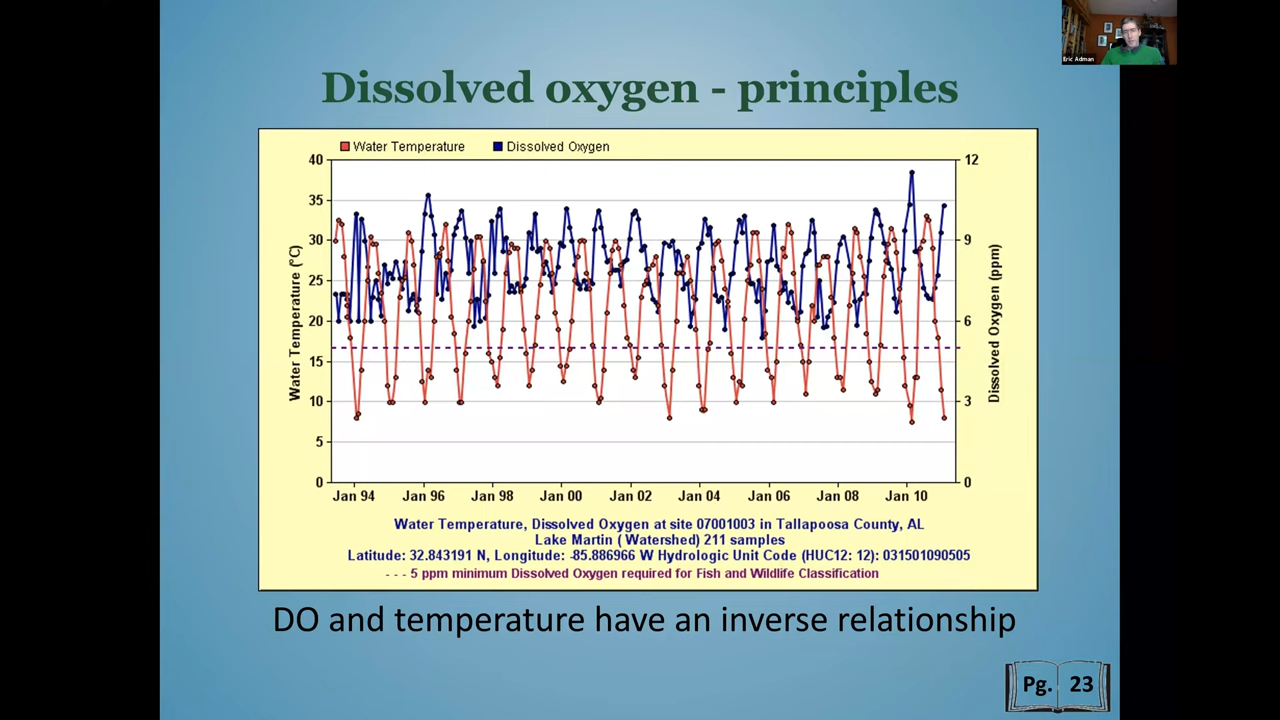 Eric Adman
Dissolved oxygen - principles
Water Temperature Dissolved Oxygen
40
35
30
25
20
15
10
5
0
Water Temperature (°C)
12
9
6
3
0
Dissolved Oxygen (ppm)
Jan 94 Jan 96 Jan 98 Jan 00 Jan 02 Jan 04 Jan 06 Jan 08 Jan 10
Water Temperature, Dissolved Oxygen at site 07001003 in Tallapoosa County, AL
Lake Martin ( Watershed) 211 samples
Latitude: 32.843191 N, Longitude: -85.886966 W Hydrologic Unit Code (HUC12: 12): 031501090505
- - - 5 ppm minimum Dissolved Oxygen required for Fish and Wildlife Classification
DO and temperature have an inverse relationship
Pg. 23